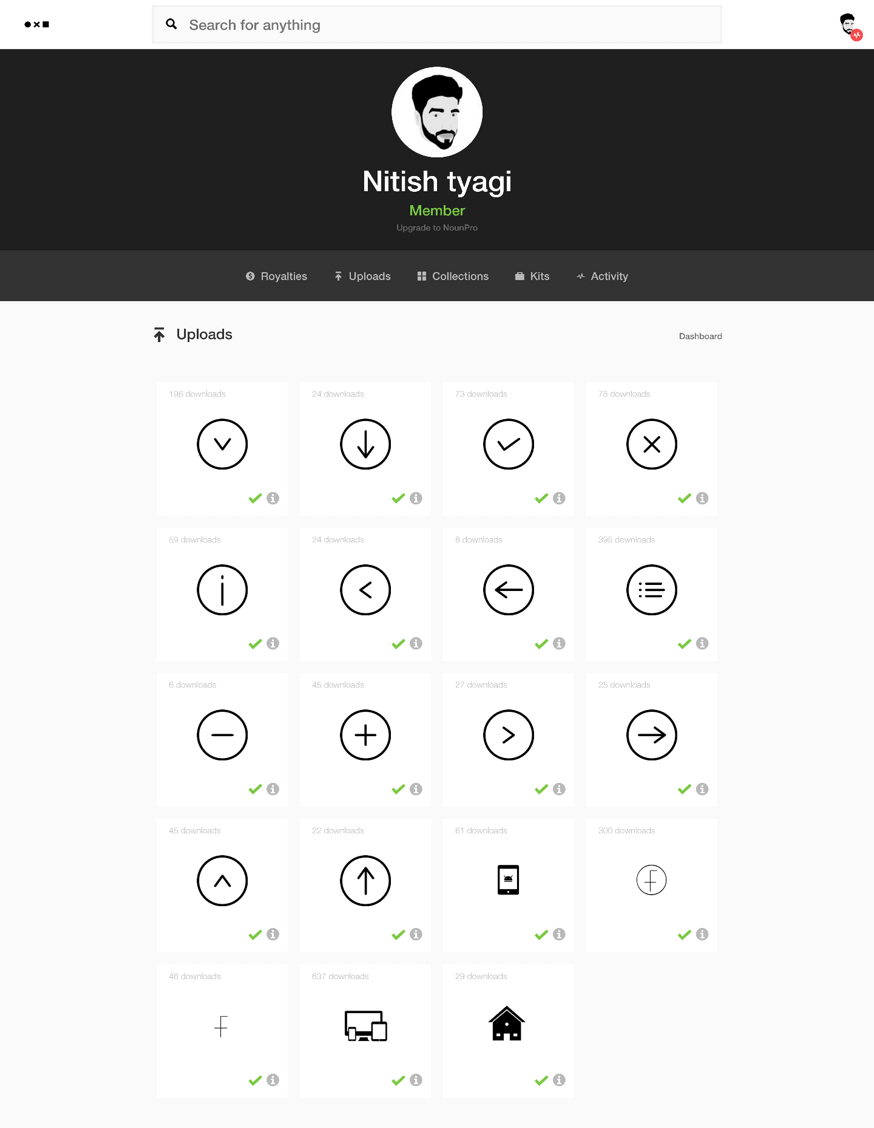 Search for anything
Nitish tyagi
Member
Upgrade to NounPro
Royalties Uploads Collections Kits Activity
Uploads
Dashboard
196 downloads 24 downloads 73 downloads 78 downloads
59 downloads 24 downloads 8 downloads 395 downloads
6 downloads 45 downloads 27 downloads 25 downloads
45 downloads 22 downloads 61 downloads 300 downloads
46 downloads 637 downloads 29 downloads